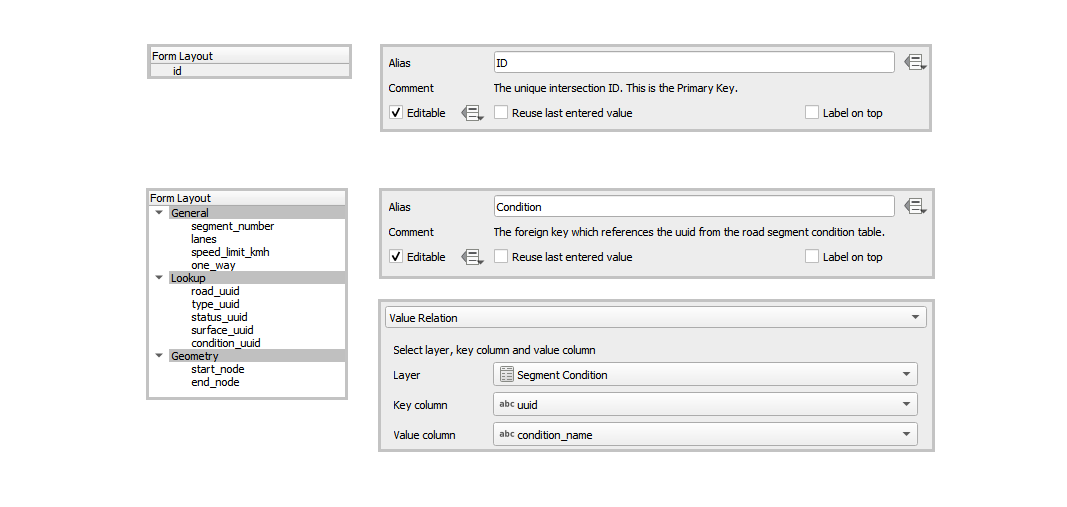 Form Layout
id
Alias
ID
Comment
The unique intersection ID. This is the Primary Key.
Editable
Reuse last entered value
Label on top
Form Layout
General
segment_number
lanes
speed_limit_kmh
one_way
Lookup
road_uuid
type_uuid
status_uuid
surface_uuid
condition_uuid
Geometry
start_node
end_node
Alias
Condition
Comment
The foreign key which references the uuid from the road segment condition table.
Editable
Reuse last entered value
Label on top
Value Relation
Select layer, key column and value column
Layer
Segment Condition
Key column
abc uuid
Value column
abc condition_name